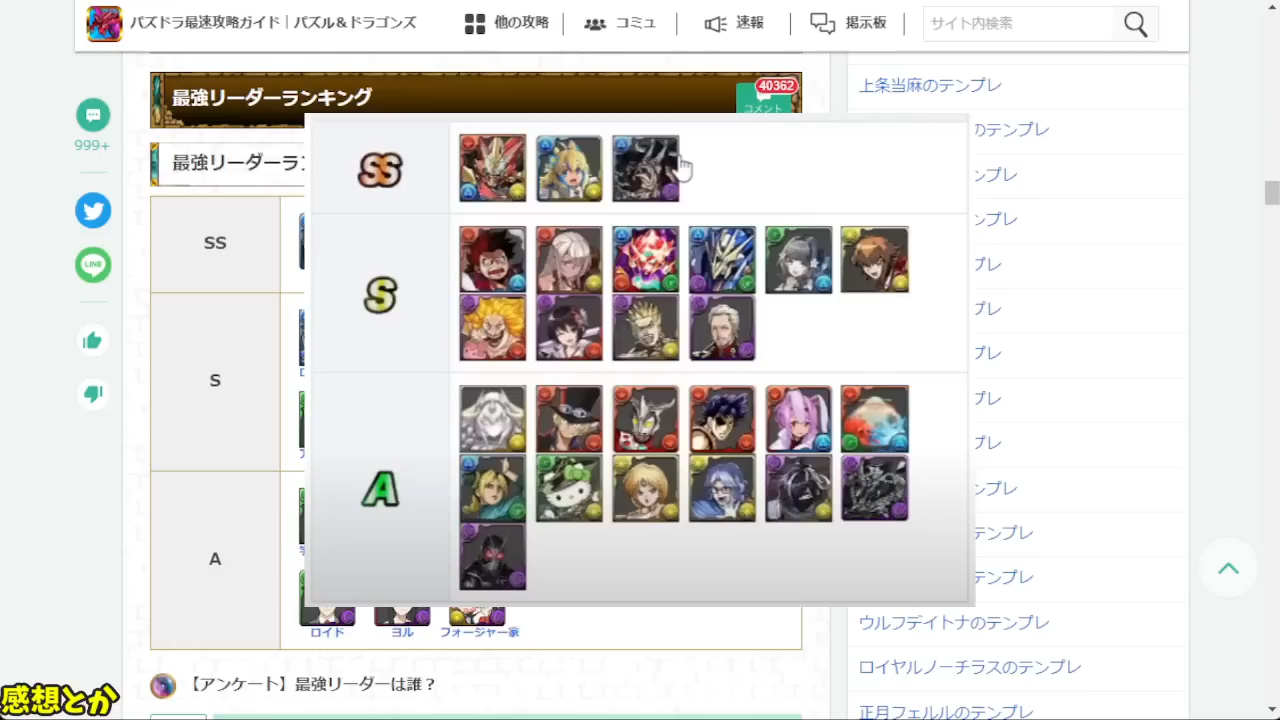 パズドラ最速攻略ガイド｜パズル＆ドラゴンズ
他の攻略
コミュ
速報
掲示板
サイト内検索
最強リーダーランキング
40362
コメント
999+
最強リーダーラン
SS
S
A
LINE
SS
S
A
ロイド
ヨル
フォージャー家
【アンケート】最強リーダーは誰？
感想とか
上条当麻のテンプレ
のテンプレ
ンプレ
ンプレ
レ
レ
プレ
プレ
プレ
ンプレ
テンプレ
テンプレ
ウルフデイトナのテンプレ
ロイヤルノーチラスのテンプレ
正月フェルルのテンプレ